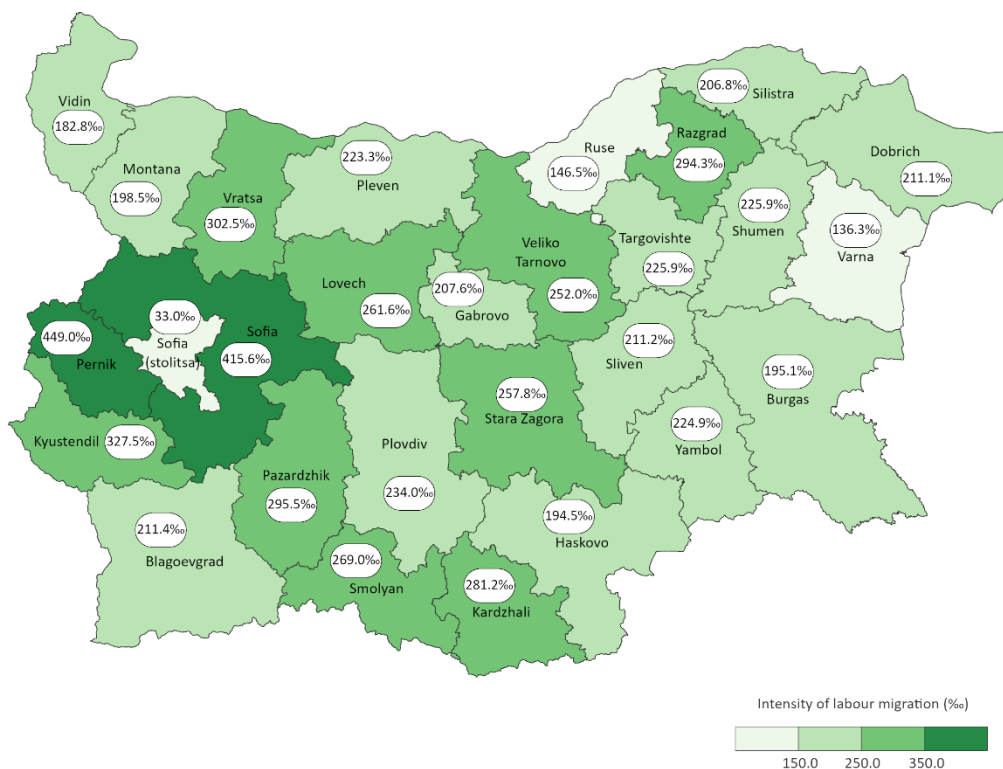 206.8‰
Silistra
Vidin
182.8‰
Razgrad
294.3‰
Ruse
146.5‰
Dobrich
211.1‰
223.3‰
Pleven
Montana
198.5‰
Vratsa
302.5‰
225.9‰
Shumen
136.3‰
Varna
Targovishte
225.9‰
Veliko
Tarnovo
252.0‰
Lovech
261.6‰
207.6‰
Gabrovo
33.0‰
Sofia
(stolitsa)
Sofia
415.6‰
449.0‰
Pernik
211.2‰
Sliven
195.1‰
Burgas
257.8‰
Stara Zagora
224.9‰
Yambol
Kyustendil
327.5‰
Plovdiv
234.0‰
Pazardzhik
295.5‰
194.5‰
Haskovo
211.4‰
Blagoevgrad
269.0‰
Smolyan
281.2‰
Kardzhali
Intensity of labour migration (‰)
150.0 250.0 350.0